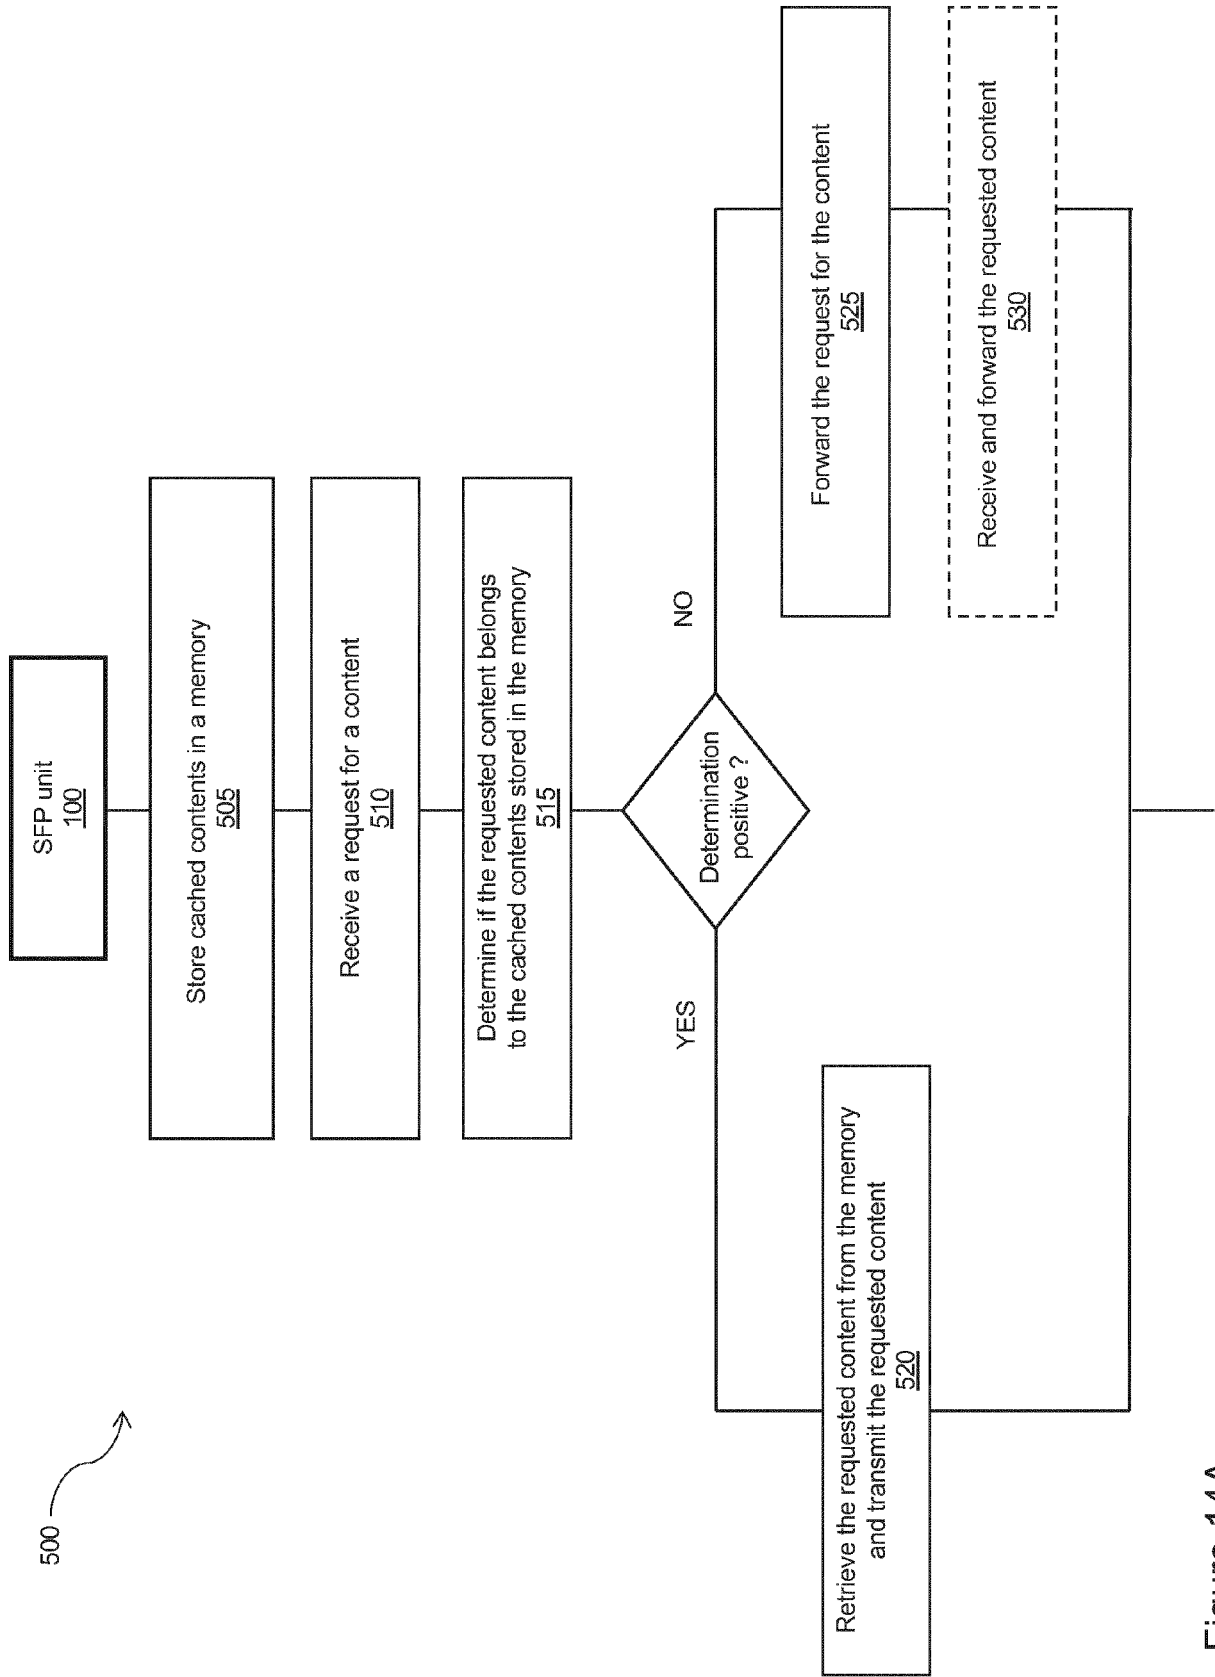 500
SFP unit
100
Store cached contents in a memory
505
Receive a request for a content
510
Determine if the requested content belongs
to the cached contents stored in the memory
515
Determination
positive ?
YES
NO
Retrieve the requested content from the memory
and transmit the requested content
520
Forward the request for the content
525
Receive and forward the requested content
530
Figure 14A